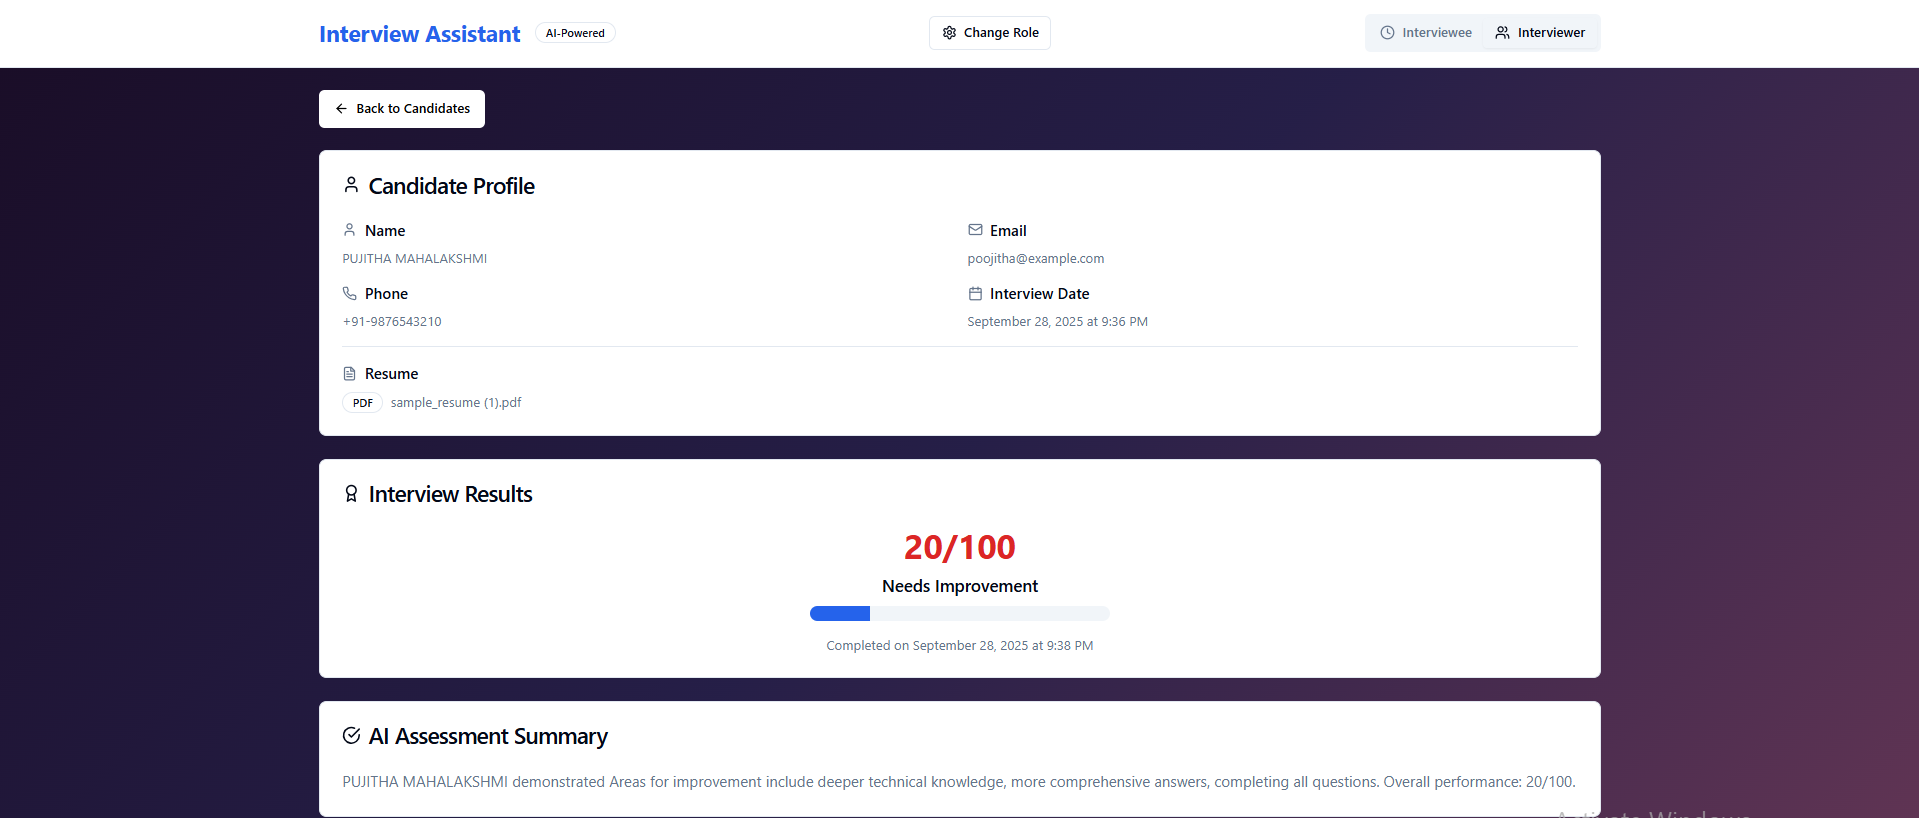 Interview Assistant
AI-Powered
Change Role
Interviewee
Interviewer
Back to Candidates
Candidate Profile
Name
PUJITHA MAHALAKSHMI
Email
poojitha@example.com
Phone
+91-9876543210
Interview Date
September 28, 2025 at 9:36 PM
Resume
PDF
sample_resume (1).pdf
Interview Results
20/100
Needs Improvement
Completed on September 28, 2025 at 9:38 PM
AI Assessment Summary
PUJITHA MAHALAKSHMI demonstrated Areas for improvement include deeper technical knowledge, more comprehensive answers, completing all questions. Overall performance: 20/100.
Activate Windows